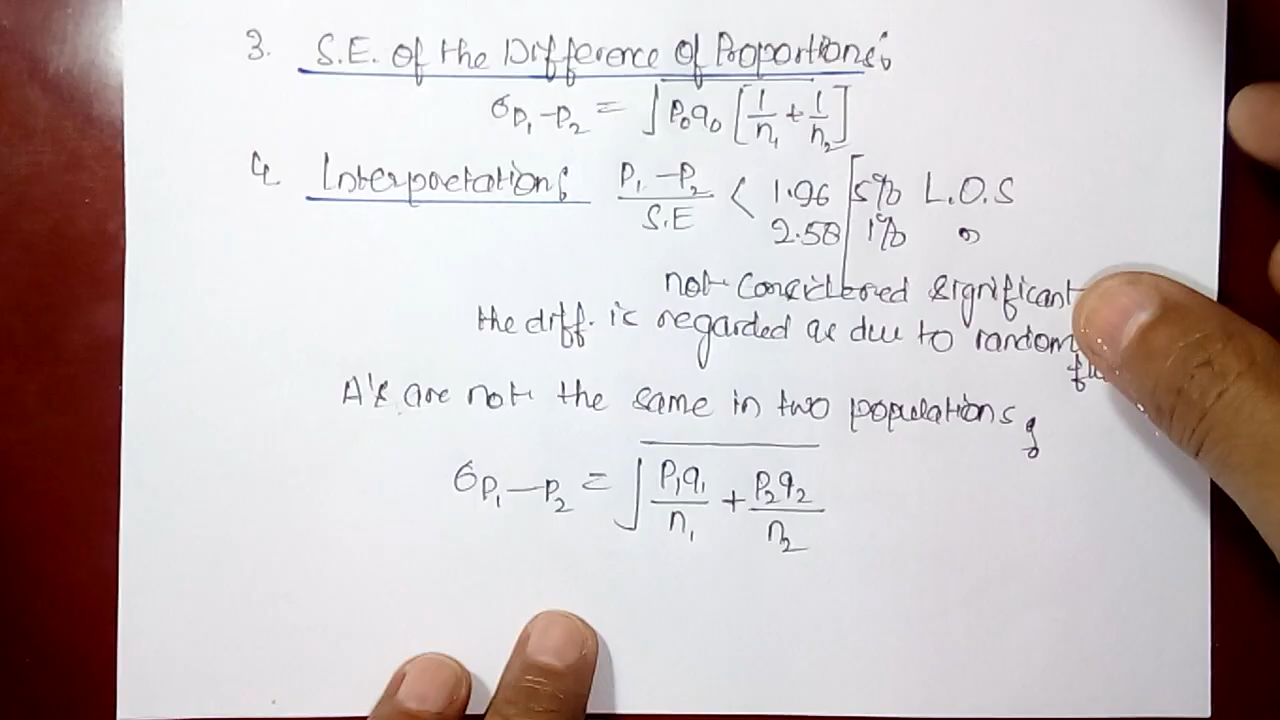 3. S.E. of the Difference of Proportions:
σp₁-p₂ = √p₀q₀ [1/n₁ + 1/n₂]
4. Interpretation: p₁-p₂/S.E < 1.96 | 5% L.O.S
2.58 | 1% "
not considered significant
the diff. is regarded as due to random
A's are not the same in two populations,
σp₁-p₂ = √p₁q₁/n₁ + p₂q₂/n₂